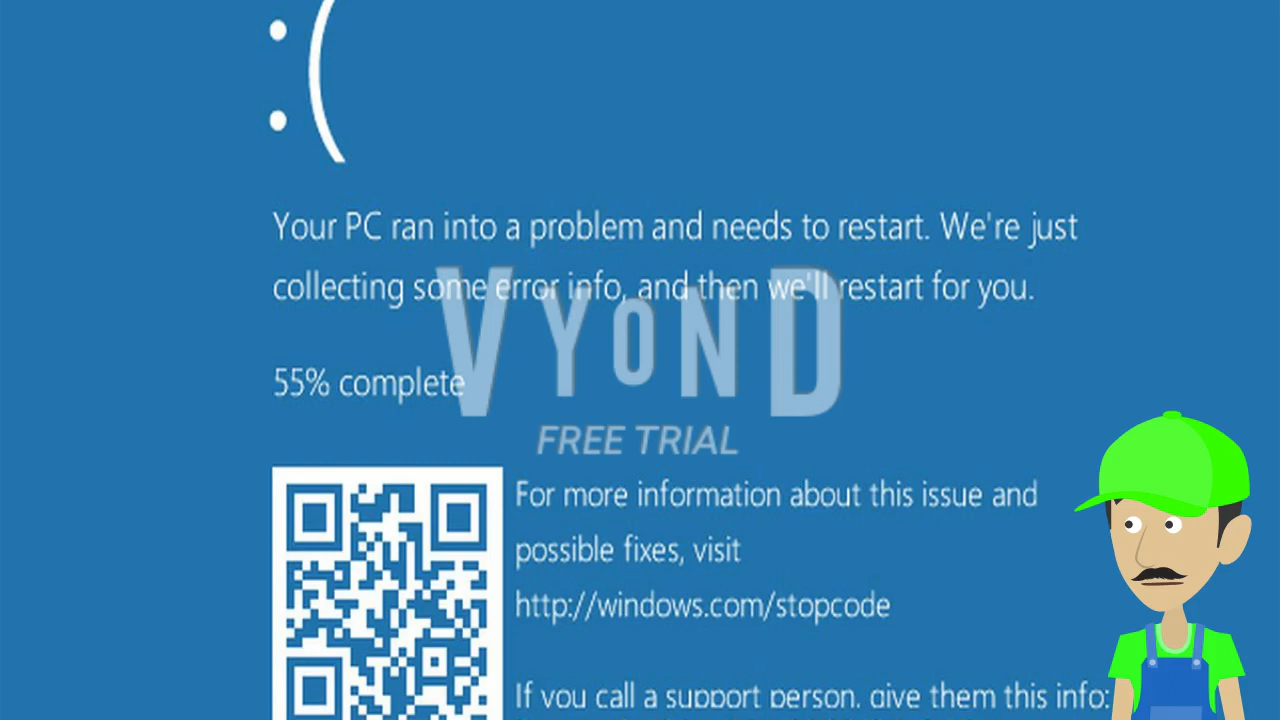 :(
Your PC ran into a problem and needs to restart. We're just
collecting some error info, and then we'll restart for you.
VYOND
55% complete
FREE TRIAL
For more information about this issue and
possible fixes, visit
http://windows.com/stopcode
If you call a support person, give them this info: